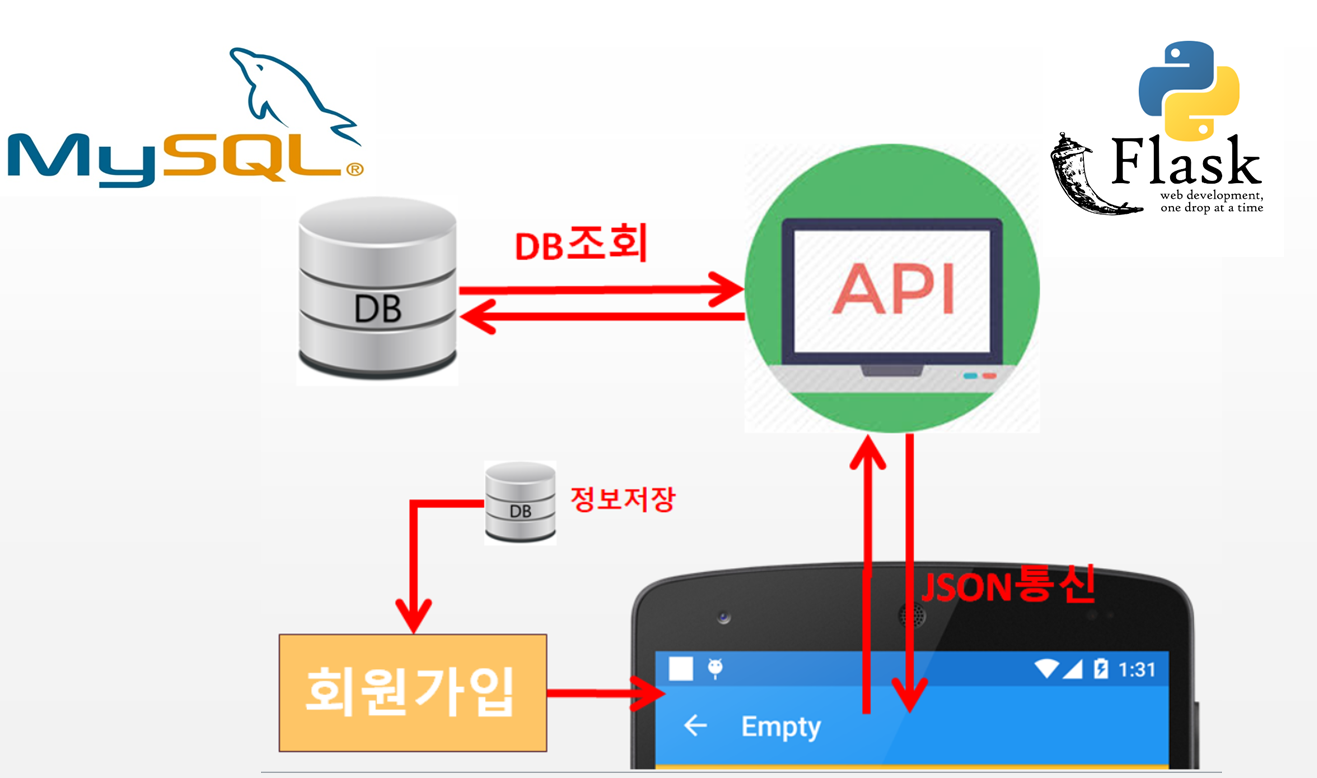 MySQL®
Flask
web development,
one drop at a time
DB조회
API
DB
DB
정보저장
JSON통신
1:31
회원가입
Empty